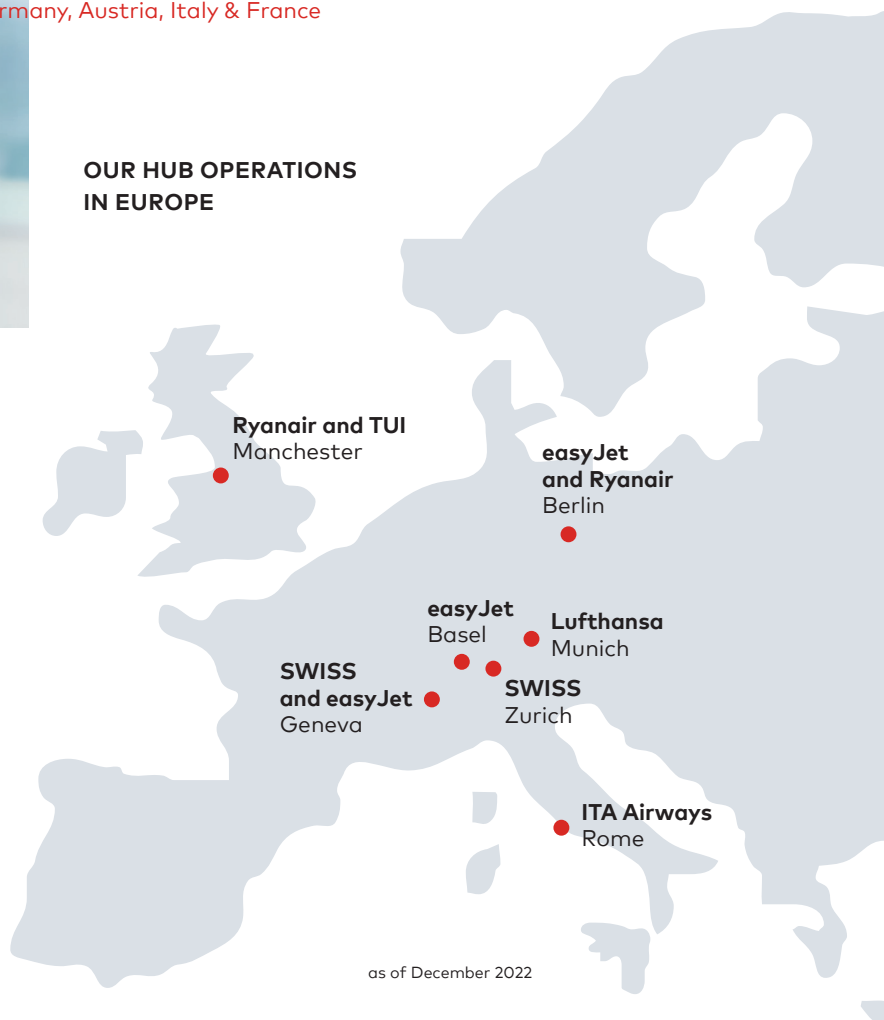 Austria, Italy & France
OUR HUB OPERATIONS
IN EUROPE
Ryanair and TUI
Manchester
easyJet
and Ryanair
Berlin
easyJet
Basel
Lufthansa
Munich
SWISS
and easyJet
Geneva
SWISS
Zurich
ITA Airways
Rome
as of December 2022